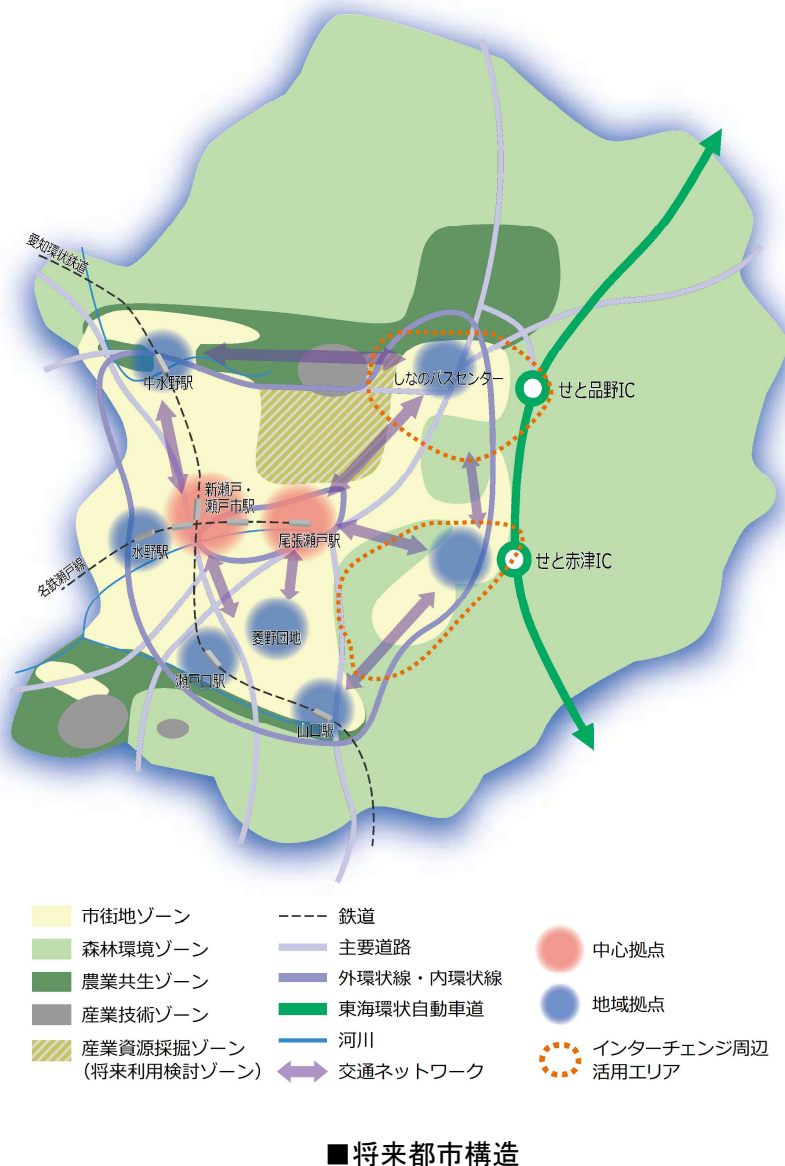 愛知環状鉄道
中水野駅
しなのバスセンター
せと品野IC
新瀬戸・
瀬戸市駅
尾張瀬戸駅
水野駅
名鉄瀬戸線
せと赤津IC
菱野団地
瀬戸口駅
山口駅
市街地ゾーン
森林環境ゾーン
農業共生ゾーン
産業技術ゾーン
産業資源採掘ゾーン
(将来利用検討ゾーン)
鉄道
主要道路
外環状線・内環状線
東海環状自動車道
河川
交通ネットワーク
中心拠点
地域拠点
インターチェンジ周辺
活用エリア
■将来都市構造